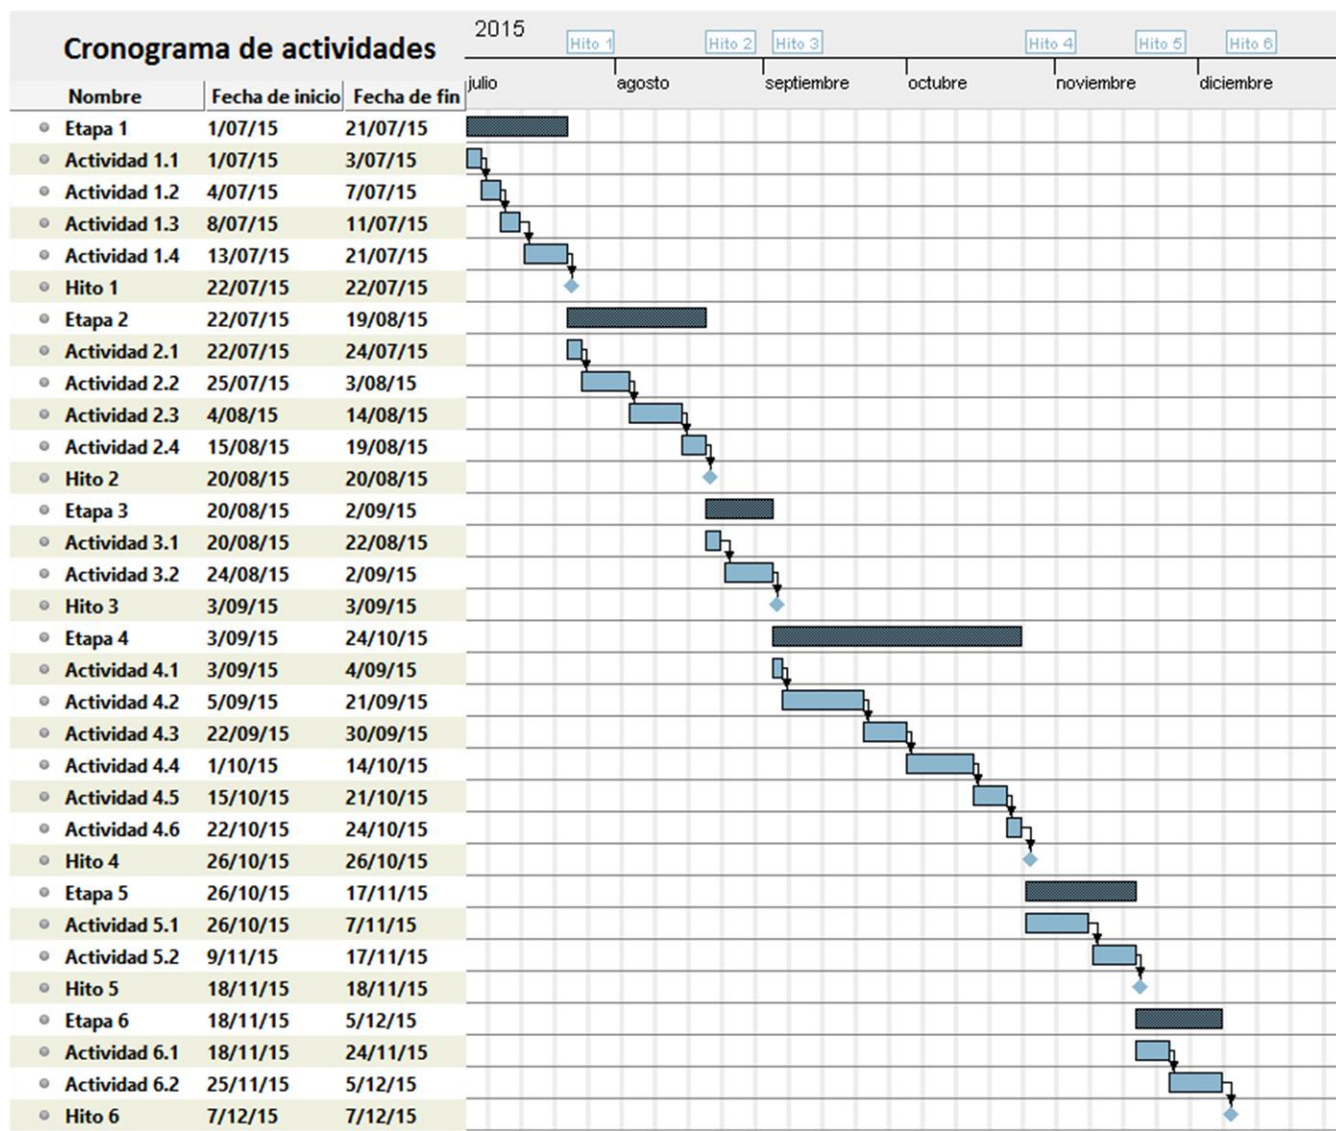 2015
Hito 1 Hito 2 Hito 3 Hito 4 Hito 5 Hito 6
Cronograma de actividades
julio agosto septiembre octubre noviembre diciembre
Nombre Fecha de inicio Fecha de fin
Etapa 1 1/07/15 21/07/15
Actividad 1.1 1/07/15 3/07/15
Actividad 1.2 4/07/15 7/07/15
Actividad 1.3 8/07/15 11/07/15
Actividad 1.4 13/07/15 21/07/15
Hito 1 22/07/15 22/07/15
Etapa 2 22/07/15 19/08/15
Actividad 2.1 22/07/15 24/07/15
Actividad 2.2 25/07/15 3/08/15
Actividad 2.3 4/08/15 14/08/15
Actividad 2.4 15/08/15 19/08/15
Hito 2 20/08/15 20/08/15
Etapa 3 20/08/15 2/09/15
Actividad 3.1 20/08/15 22/08/15
Actividad 3.2 24/08/15 2/09/15
Hito 3 3/09/15 3/09/15
Etapa 4 3/09/15 24/10/15
Actividad 4.1 3/09/15 4/09/15
Actividad 4.2 5/09/15 21/09/15
Actividad 4.3 22/09/15 30/09/15
Actividad 4.4 1/10/15 14/10/15
Actividad 4.5 15/10/15 21/10/15
Actividad 4.6 22/10/15 24/10/15
Hito 4 26/10/15 26/10/15
Etapa 5 26/10/15 17/11/15
Actividad 5.1 26/10/15 7/11/15
Actividad 5.2 9/11/15 17/11/15
Hito 5 18/11/15 18/11/15
Etapa 6 18/11/15 5/12/15
Actividad 6.1 18/11/15 24/11/15
Actividad 6.2 25/11/15 5/12/15
Hito 6 7/12/15 7/12/15